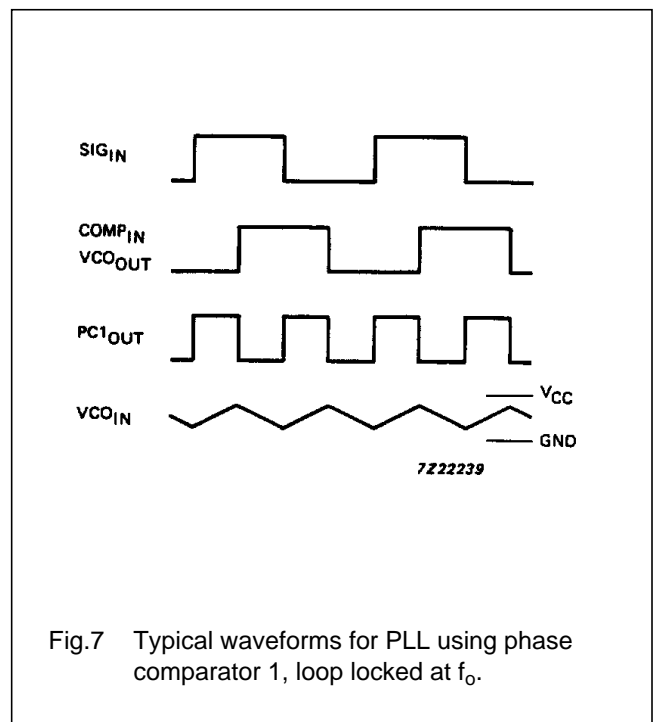 SIGIN
COMPIN
VCOOUT
PC1OUT
VCC
VCOIN
GND
7Z22239
Fig.7 Typical waveforms for PLL using phase
comparator 1, loop locked at fo.